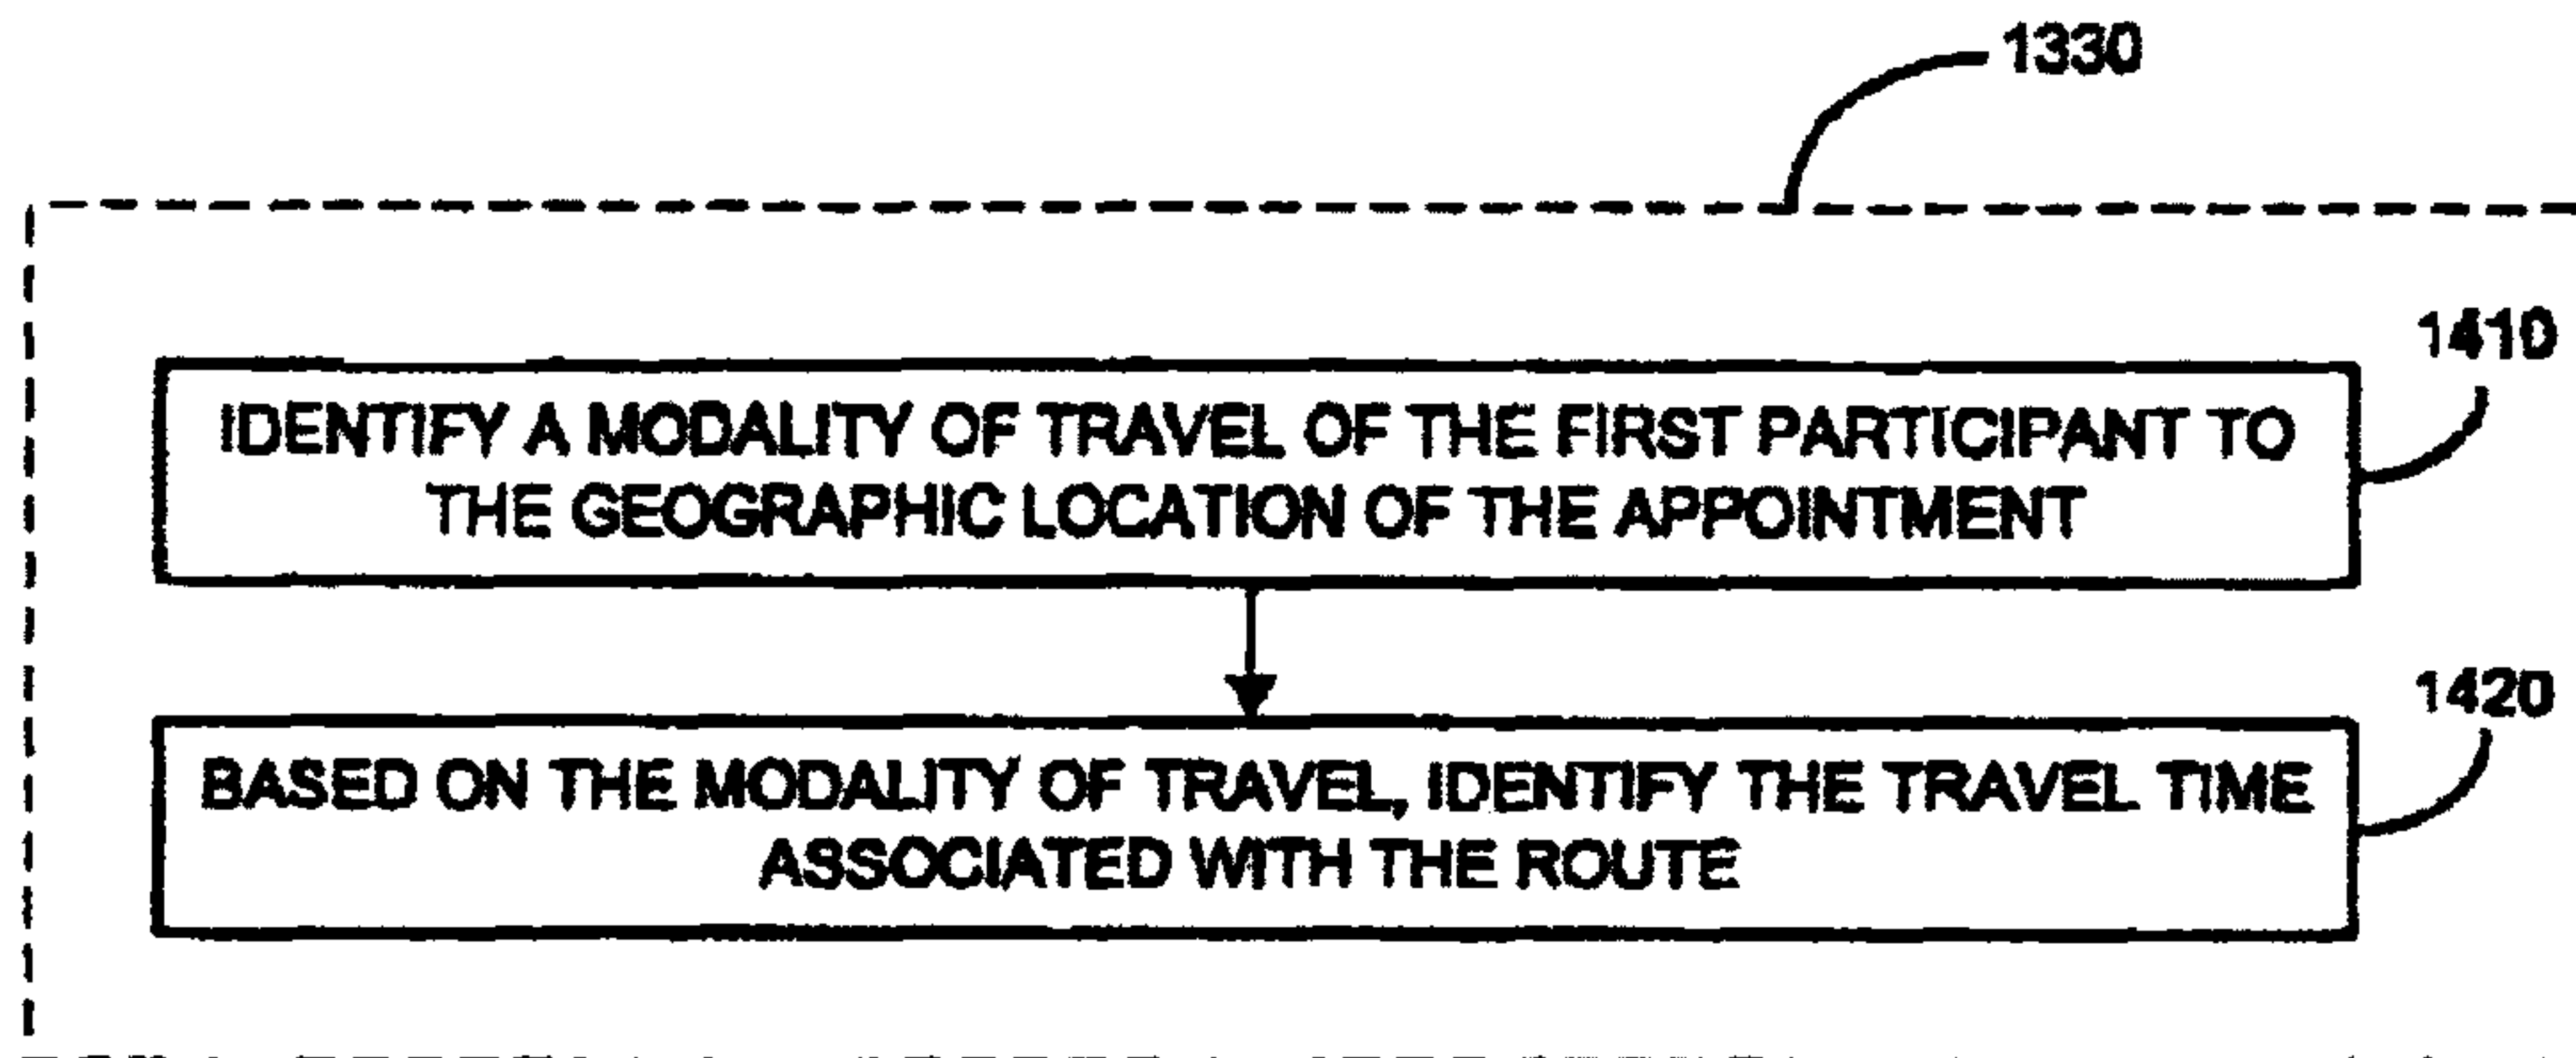 1330
1410
IDENTIFY A MODALITY OF TRAVEL OF THE FIRST PARTICIPANT TO
THE GEOGRAPHIC LOCATION OF THE APPOINTMENT
1420
BASED ON THE MODALITY OF TRAVEL, IDENTIFY THE TRAVEL TIME
ASSOCIATED WITH THE ROUTE